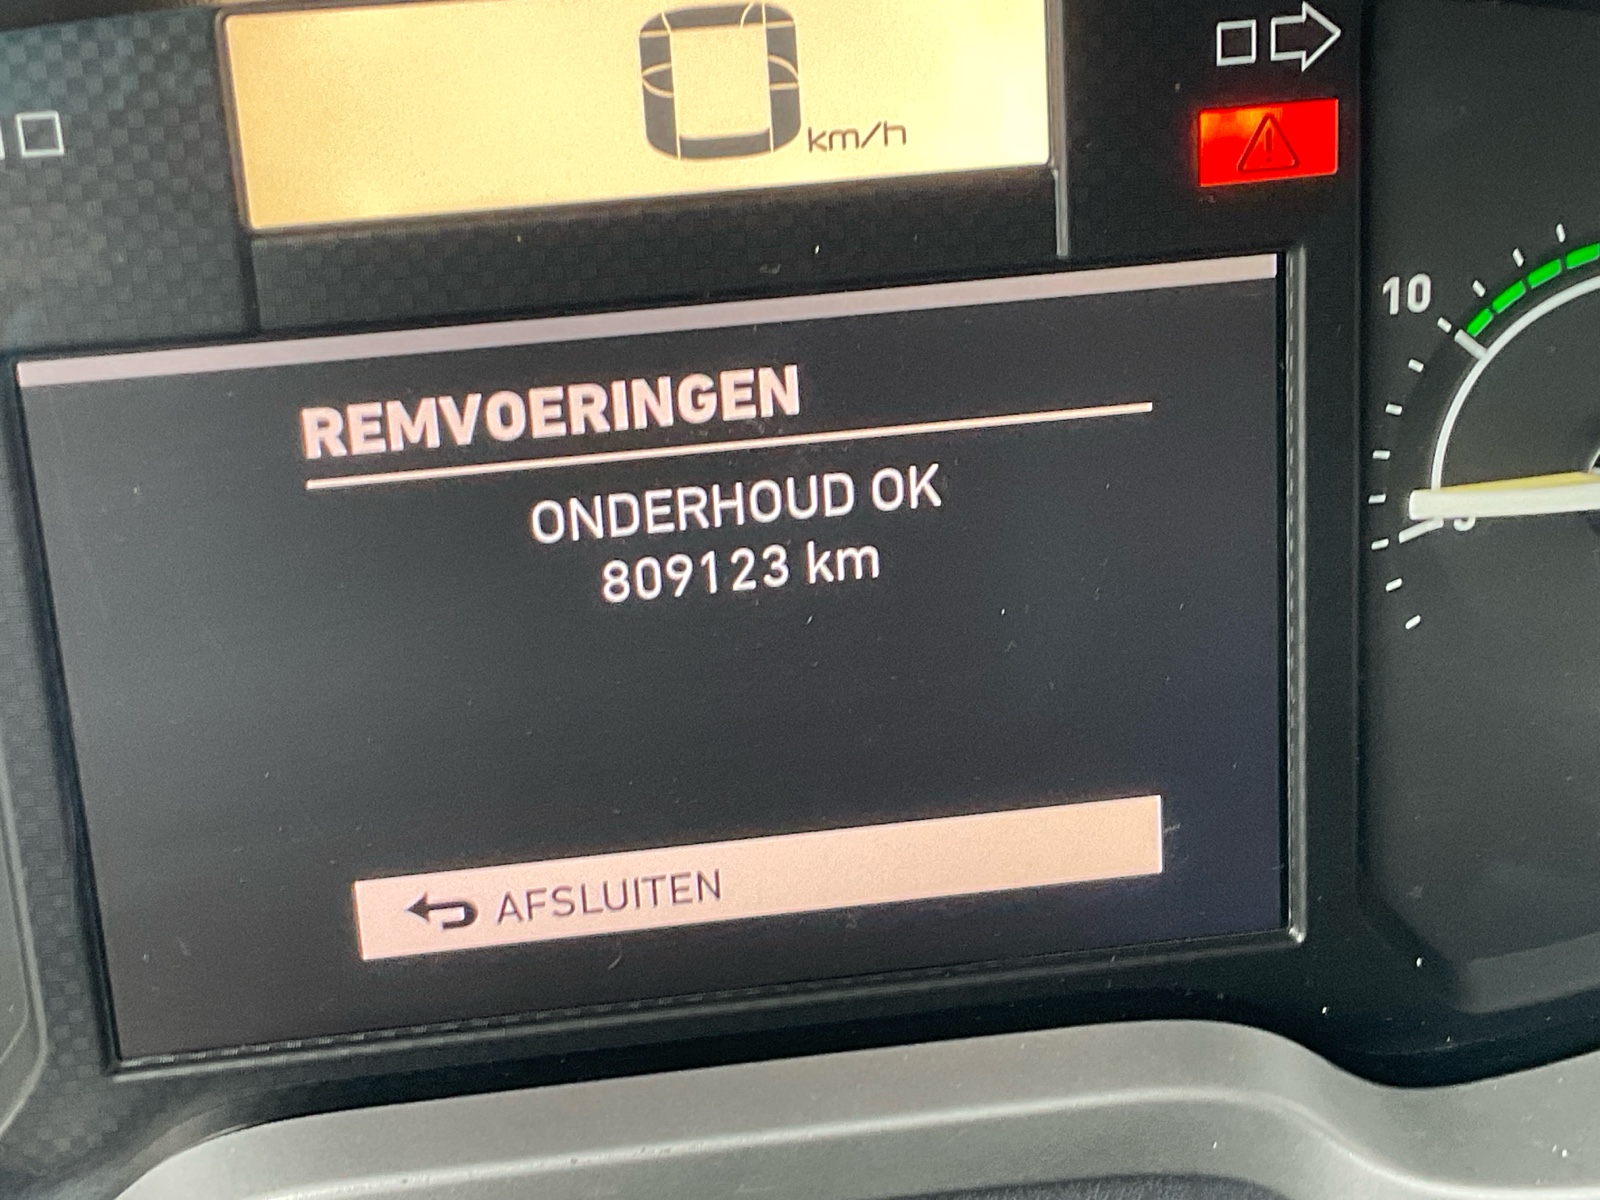 0 km/h
10
REMVOERINGEN
ONDERHOUD OK
809123 km
AFSLUITEN